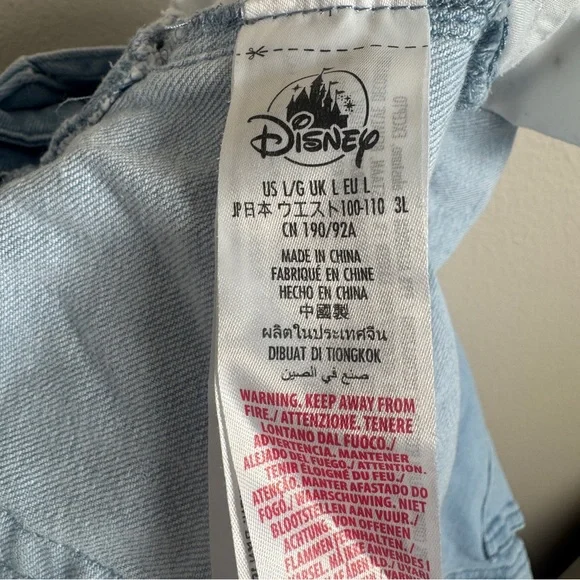 Disney
US L/G UK L EU L
JP日本 ウエスト100-110 3L
CN 190/92A
MADE IN CHINA
FABRIQUÉ EN CHINE
HECHO EN CHINA
中國製
ผลิตในประเทศจีน
DIBUAT DI TIONGKOK
صنع في الصين
WARNING. KEEP AWAY FROM
FIRE./ ATTENZIONE. TENERE
LONTANO DAL FUOCO./
ADVERTENCIA. MANTENER
ALEJADO DEL FUEGO./ ATTENTION.
TENIR ÉLOIGNÉ DU FEU./
ATENÇÃO. MANTER AFASTADO DO
FOGO./ WAARSCHUWING. NIET
BLOOTSTELLEN AAN VUUR./
ACHTUNG. VON OFFENEN
FLAMMEN FERNHALTEN./